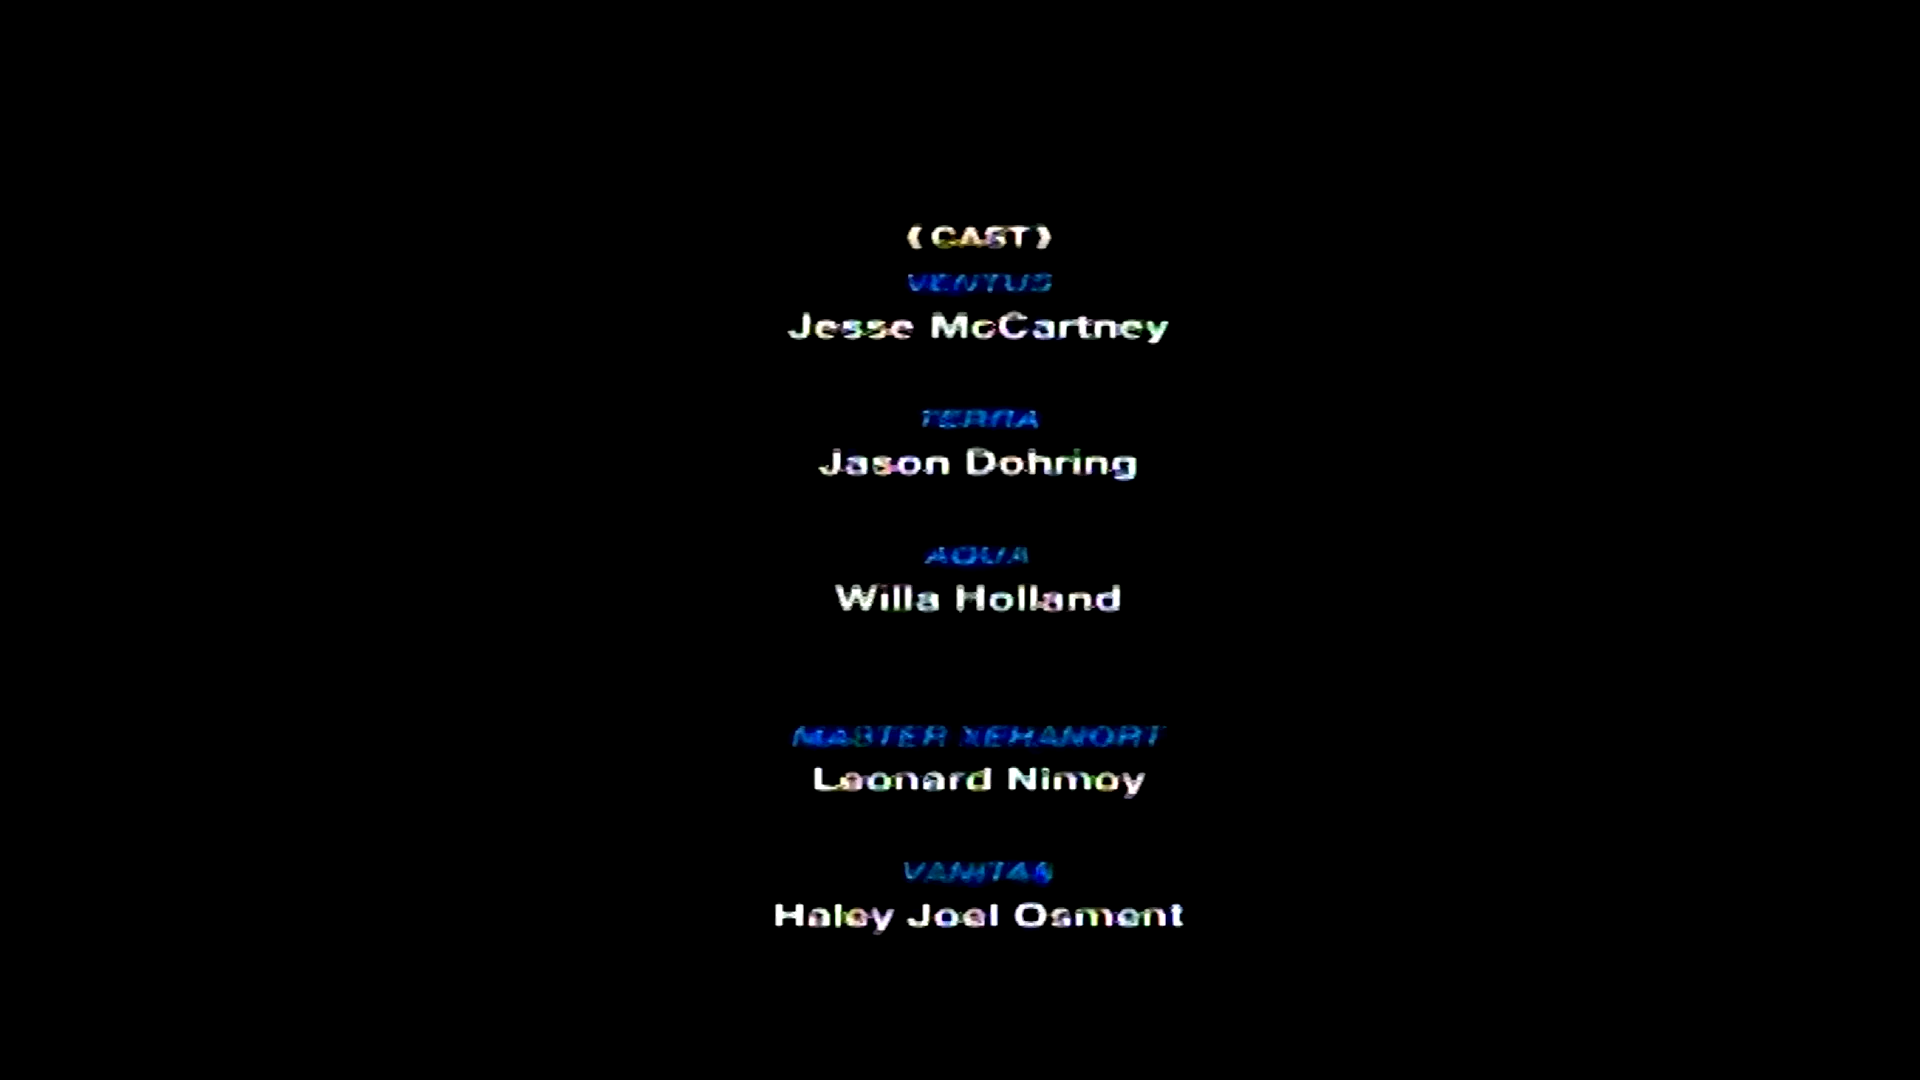 (CAST)
VENTUS
Jesse McCartney
TERRA
Jason Dohring
AQUA
Willa Holland
MASTER XEHANORT
Leonard Nimoy
VANITAS
Haley Joel Osment